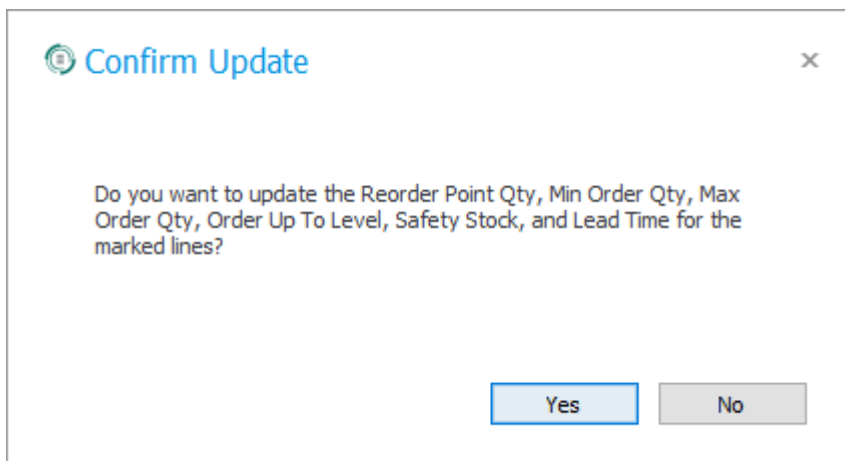 Confirm Update
Do you want to update the Reorder Point Qty, Min Order Qty, Max
Order Qty, Order Up To Level, Safety Stock, and Lead Time for the
marked lines?
Yes
No